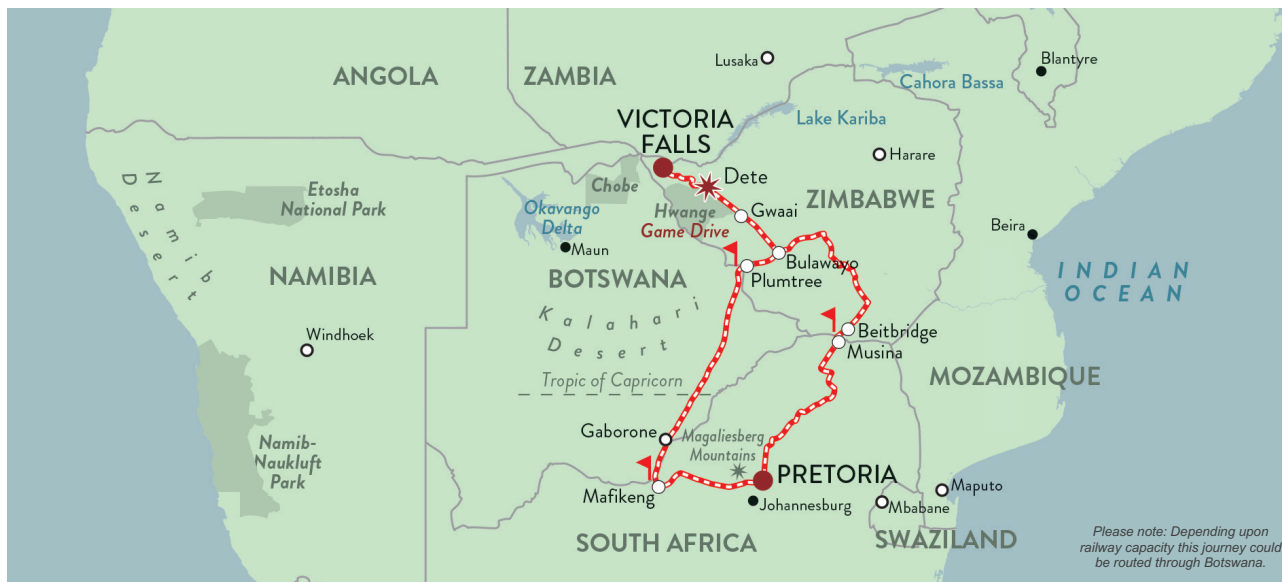 ANGOLA
ZAMBIA
Lusaka
Cahora Bassa
Blantyre
VICTORIA
FALLS
Lake Kariba
Harare
Namib
Desert
Etosha
National Park
Chobe
Dete
ZIMBABWE
Okavango
Delta
Hwange
Game Drive
Gwaai
Beira
Maun
NAMIBIA
BOTSWANA
Bulawayo
Plumtree
INDIAN
OCEAN
Kalahari
Desert
Windhoek
Beitbridge
Musina
Tropic of Capricorn
MOZAMBIQUE
Gaborone
Magaliesberg
Mountains
Namib-
Naukluft
Park
PRETORIA
Mafikeng
Johannesburg
Maputo
Mbabane
SOUTH AFRICA
SWAZILAND
Please note: Depending upon
railway capacity this journey could
be routed through Botswana.